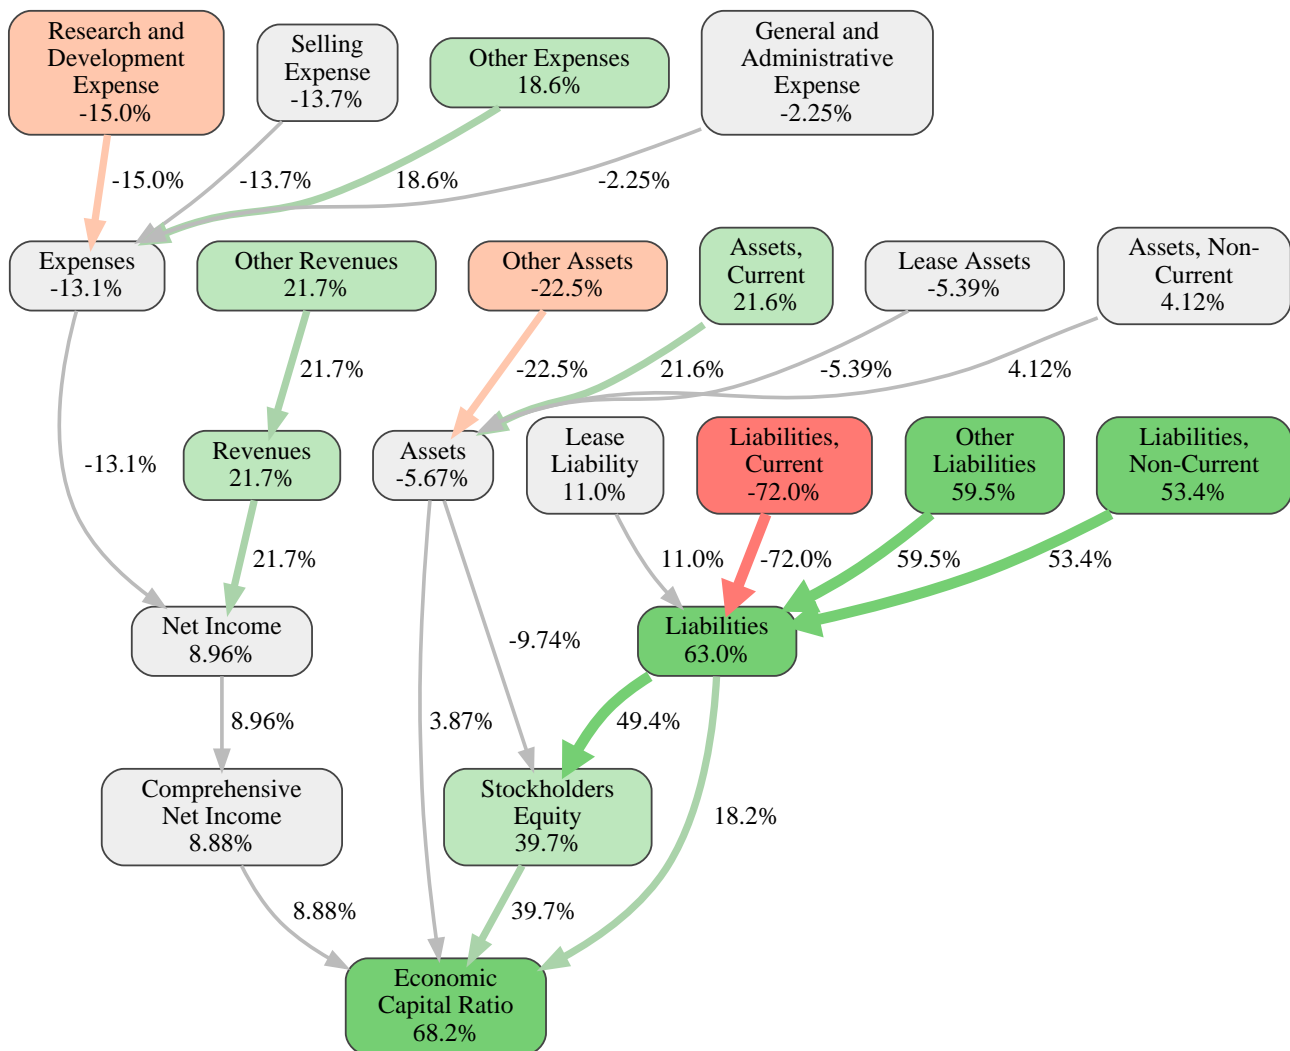 Research and
Development
Expense
-15.0%
Selling
Expense
-13.7%
Other Expenses
18.6%
General and
Administrative
Expense
-2.25%
-15.0%
-13.7%
18.6%
-2.25%
Expenses
-13.1%
Other Revenues
21.7%
Other Assets
-22.5%
Assets,
Current
21.6%
Lease Assets
-5.39%
Assets, Non-
Current
4.12%
21.7%
-22.5%
21.6%
-5.39%
4.12%
-13.1%
Revenues
21.7%
Assets
-5.67%
Lease
Liability
11.0%
Liabilities,
Current
-72.0%
Other
Liabilities
59.5%
Liabilities,
Non-Current
53.4%
21.7%
11.0%
-72.0%
59.5%
53.4%
Net Income
8.96%
-9.74%
Liabilities
63.0%
8.96%
3.87%
49.4%
Comprehensive
Net Income
8.88%
Stockholders
Equity
39.7%
18.2%
8.88%
39.7%
Economic
Capital Ratio
68.2%